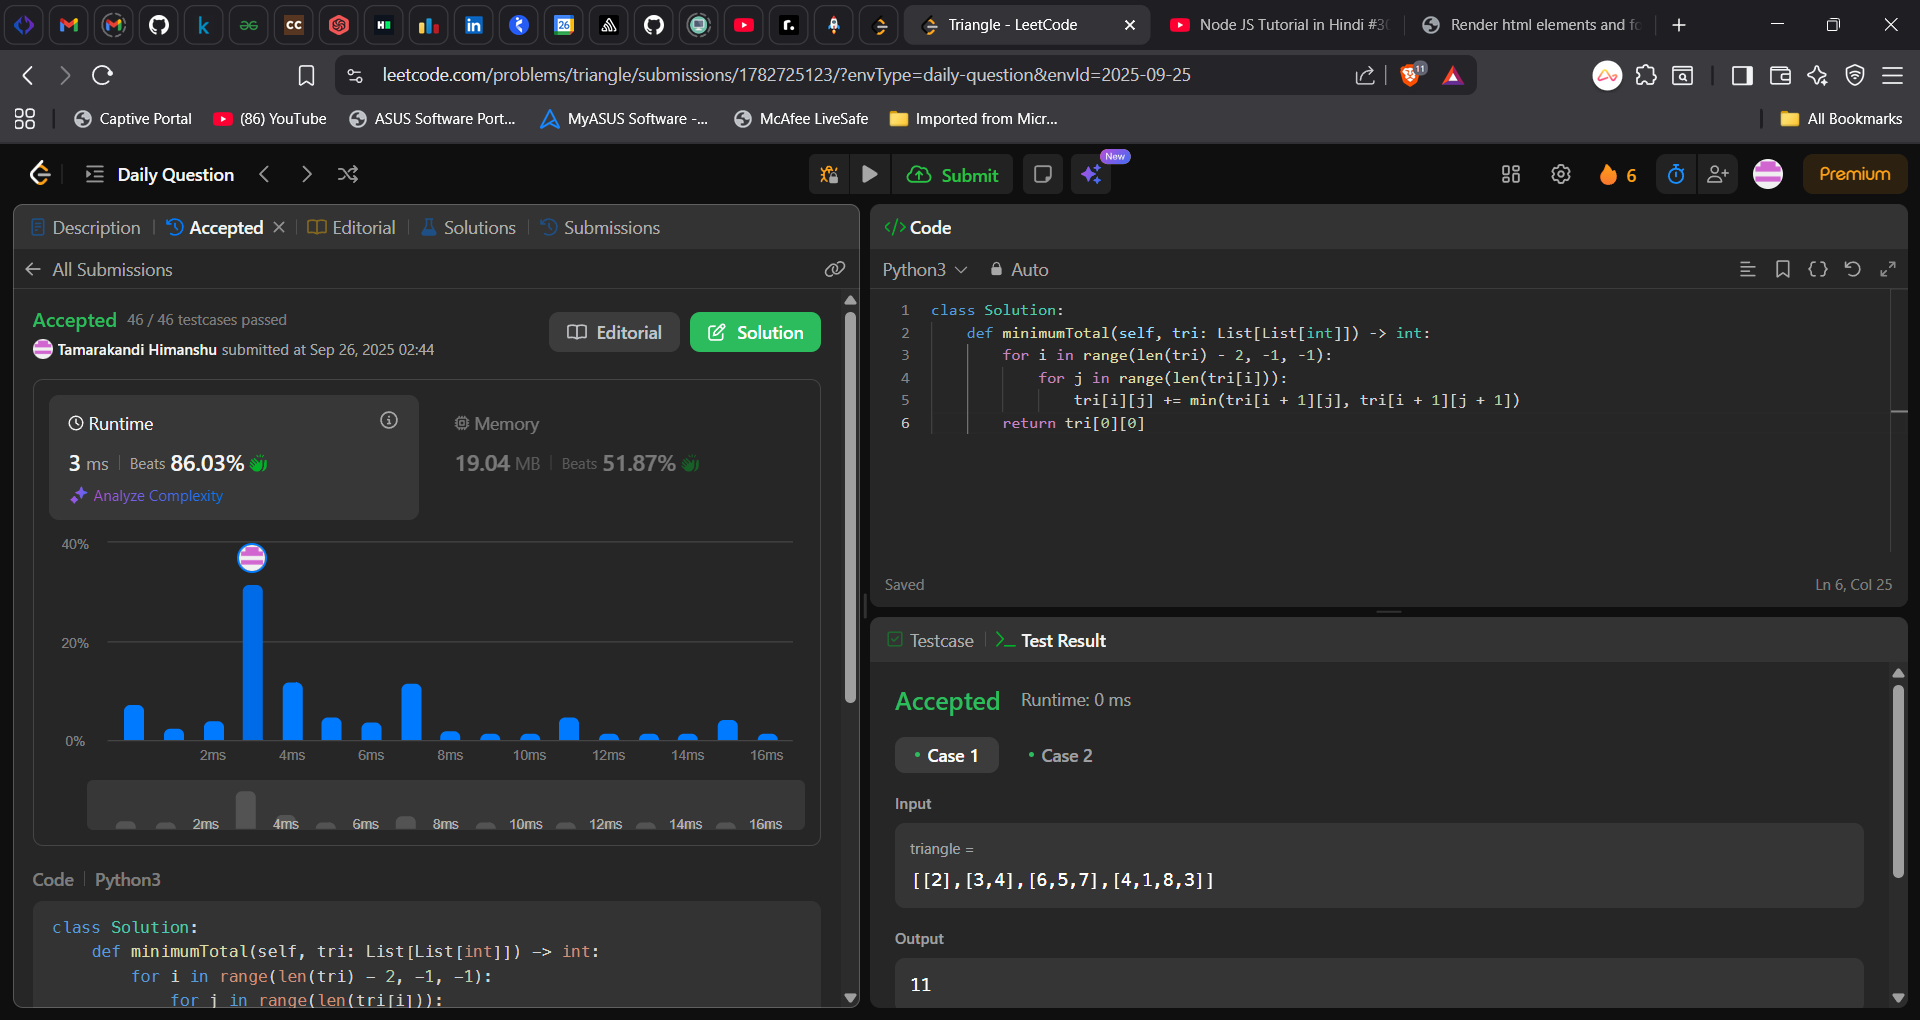 Triangle - LeetCode
Node JS Tutorial in Hindi #30
Render html elements and fo
leetcode.com/problems/triangle/submissions/1782725123/?envType=daily-question&envId=2025-09-25
11
Captive Portal
(86) YouTube
ASUS Software Port...
MyASUS Software -...
McAfee LiveSafe
Imported from Micr...
All Bookmarks
Daily Question
Submit
New
6
Premium
Description
Accepted
Editorial
Solutions
Submissions
All Submissions
Accepted 46 / 46 testcases passed
Tamarakandi Himanshu submitted at Sep 26, 2025 02:44
Editorial
Solution
Runtime
3 ms
Beats 86.03%
Analyze Complexity
Memory
19.04 MB
Beats 51.87%
40%
20%
0%
2ms 4ms 6ms 8ms 10ms 12ms 14ms 16ms
2ms 4ms 6ms 8ms 10ms 12ms 14ms 16ms
Code | Python3
class Solution:
def minimumTotal(self, tri: List[List[int]]) -> int:
for i in range(len(tri) - 2, -1, -1):
for j in range(len(tri[i])):
</> Code
Python3
Auto
1 class Solution:
2 def minimumTotal(self, tri: List[List[int]]) -> int:
3 for i in range(len(tri) - 2, -1, -1):
4 for j in range(len(tri[i])):
5 tri[i][j] += min(tri[i + 1][j], tri[i + 1][j + 1])
6 return tri[0][0]
Saved
Ln 6, Col 25
Testcase
Test Result
Accepted Runtime: 0 ms
Case 1
Case 2
Input
triangle =
[[2],[3,4],[6,5,7],[4,1,8,3]]
Output
11